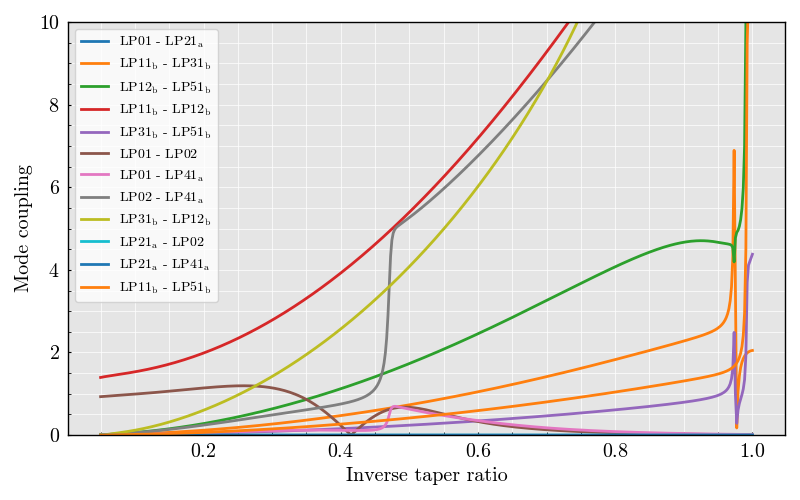 10
8
6
4
2
0
Mode coupling
LP01 - LP21a
LP11b - LP31b
LP12b - LP51b
LP11b - LP12b
LP31b - LP51b
LP01 - LP02
LP01 - LP41a
LP02 - LP41a
LP31b - LP12b
LP21a - LP02
LP21a - LP41a
LP11b - LP51b
0.2
0.4
0.6
0.8
1.0
Inverse taper ratio